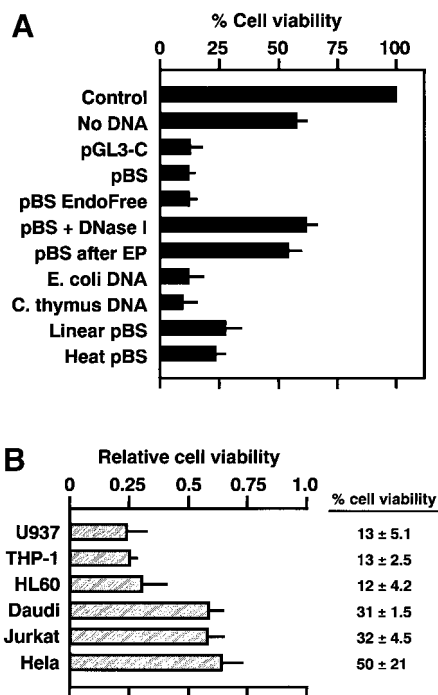 A
% Cell viability
0 25 50 75 100
Control
No DNA
pGL3-C
pBS
pBS EndoFree
pBS + DNase I
pBS after EP
E. coli DNA
C. thymus DNA
Linear pBS
Heat pBS
B
Relative cell viability
0 0.25 0.5 0.75 1.0
% cell viability
U937 13 ± 5.1
THP-1 13 ± 2.5
HL60 12 ± 4.2
Daudi 31 ± 1.5
Jurkat 32 ± 4.5
Hela 50 ± 21